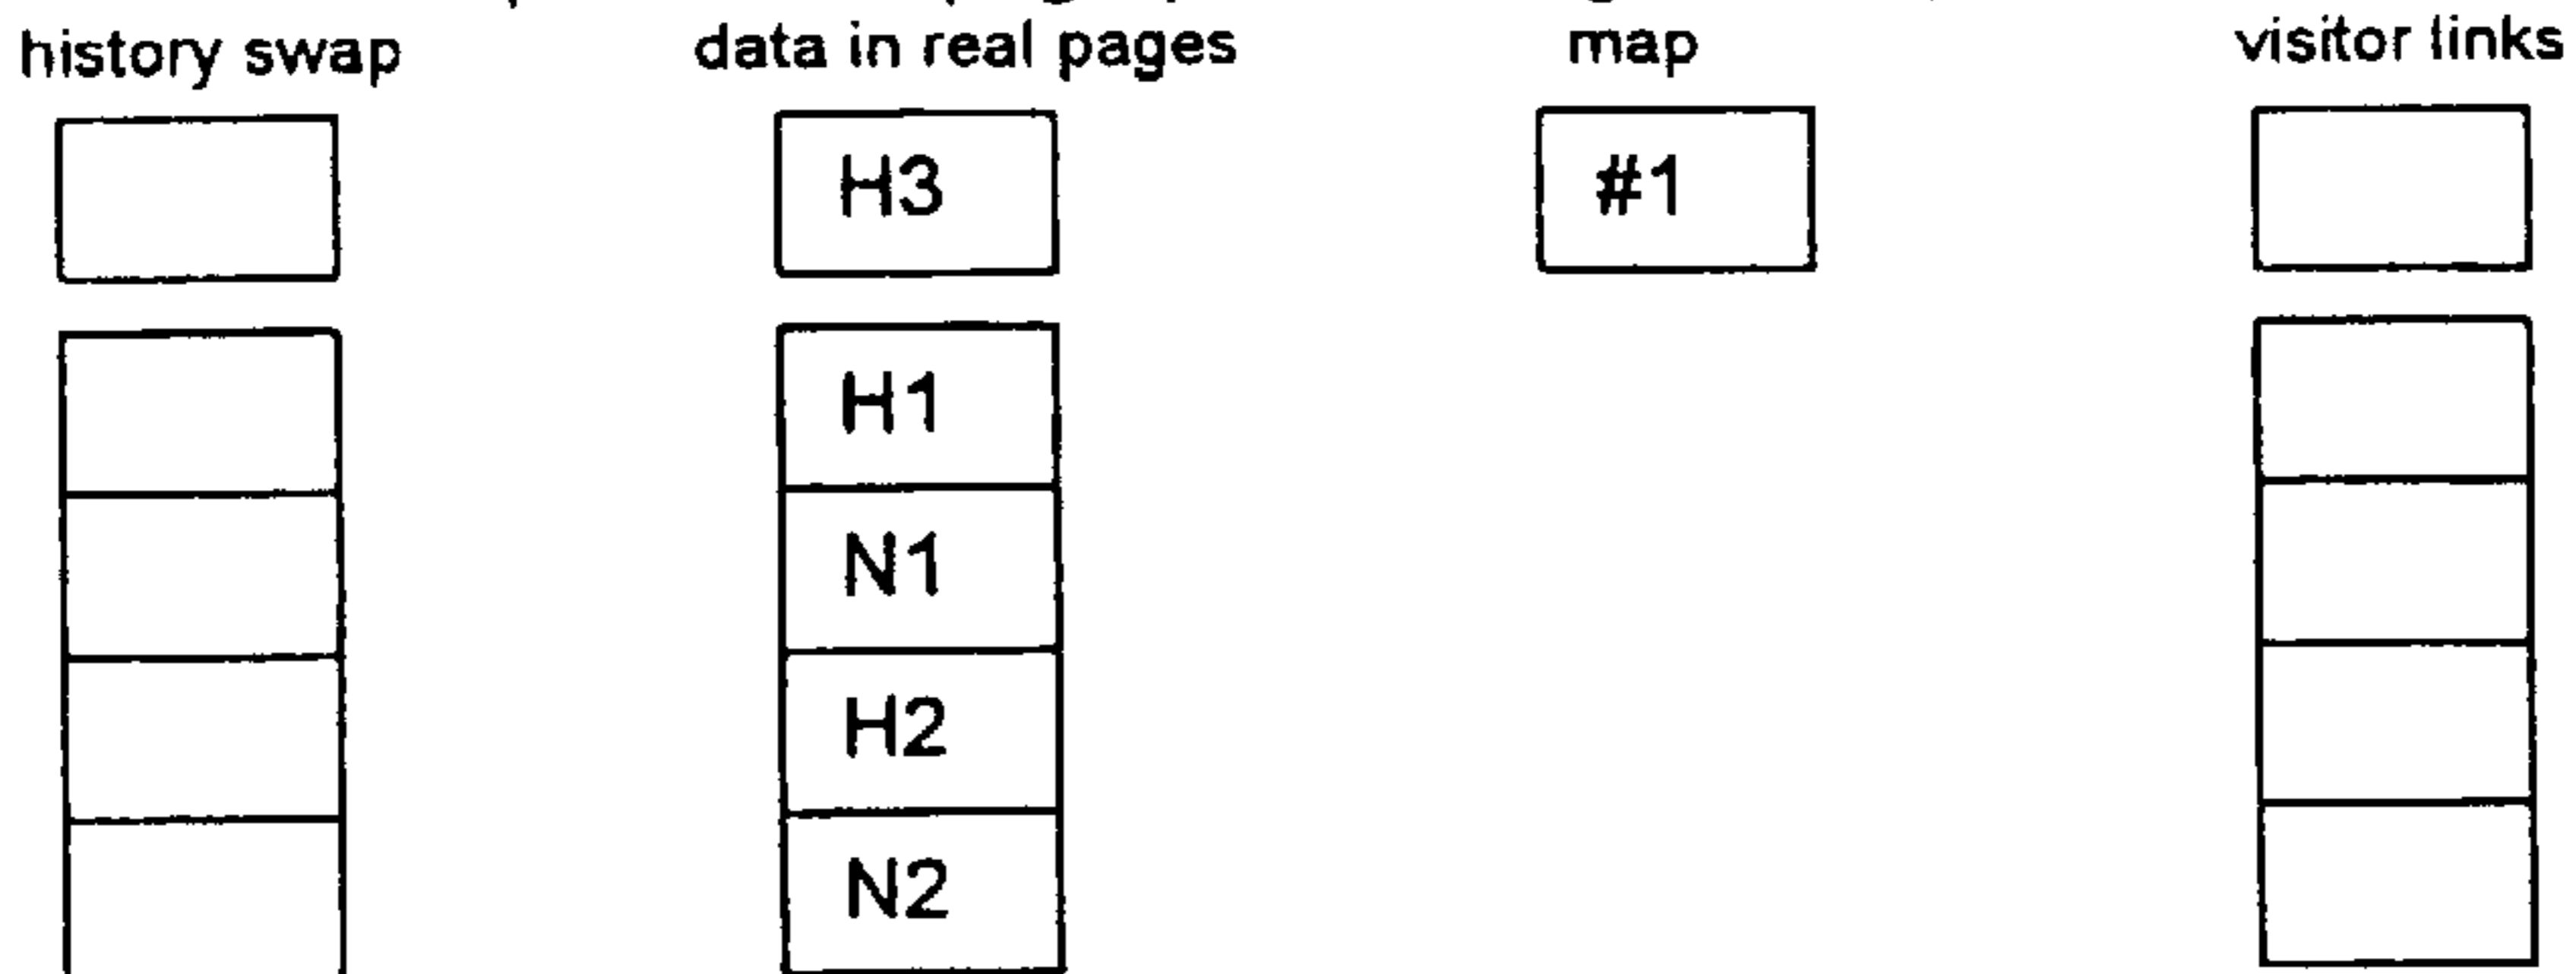 history swap data in real pages map visitor links
H3 #1
H1
N1
H2
N2